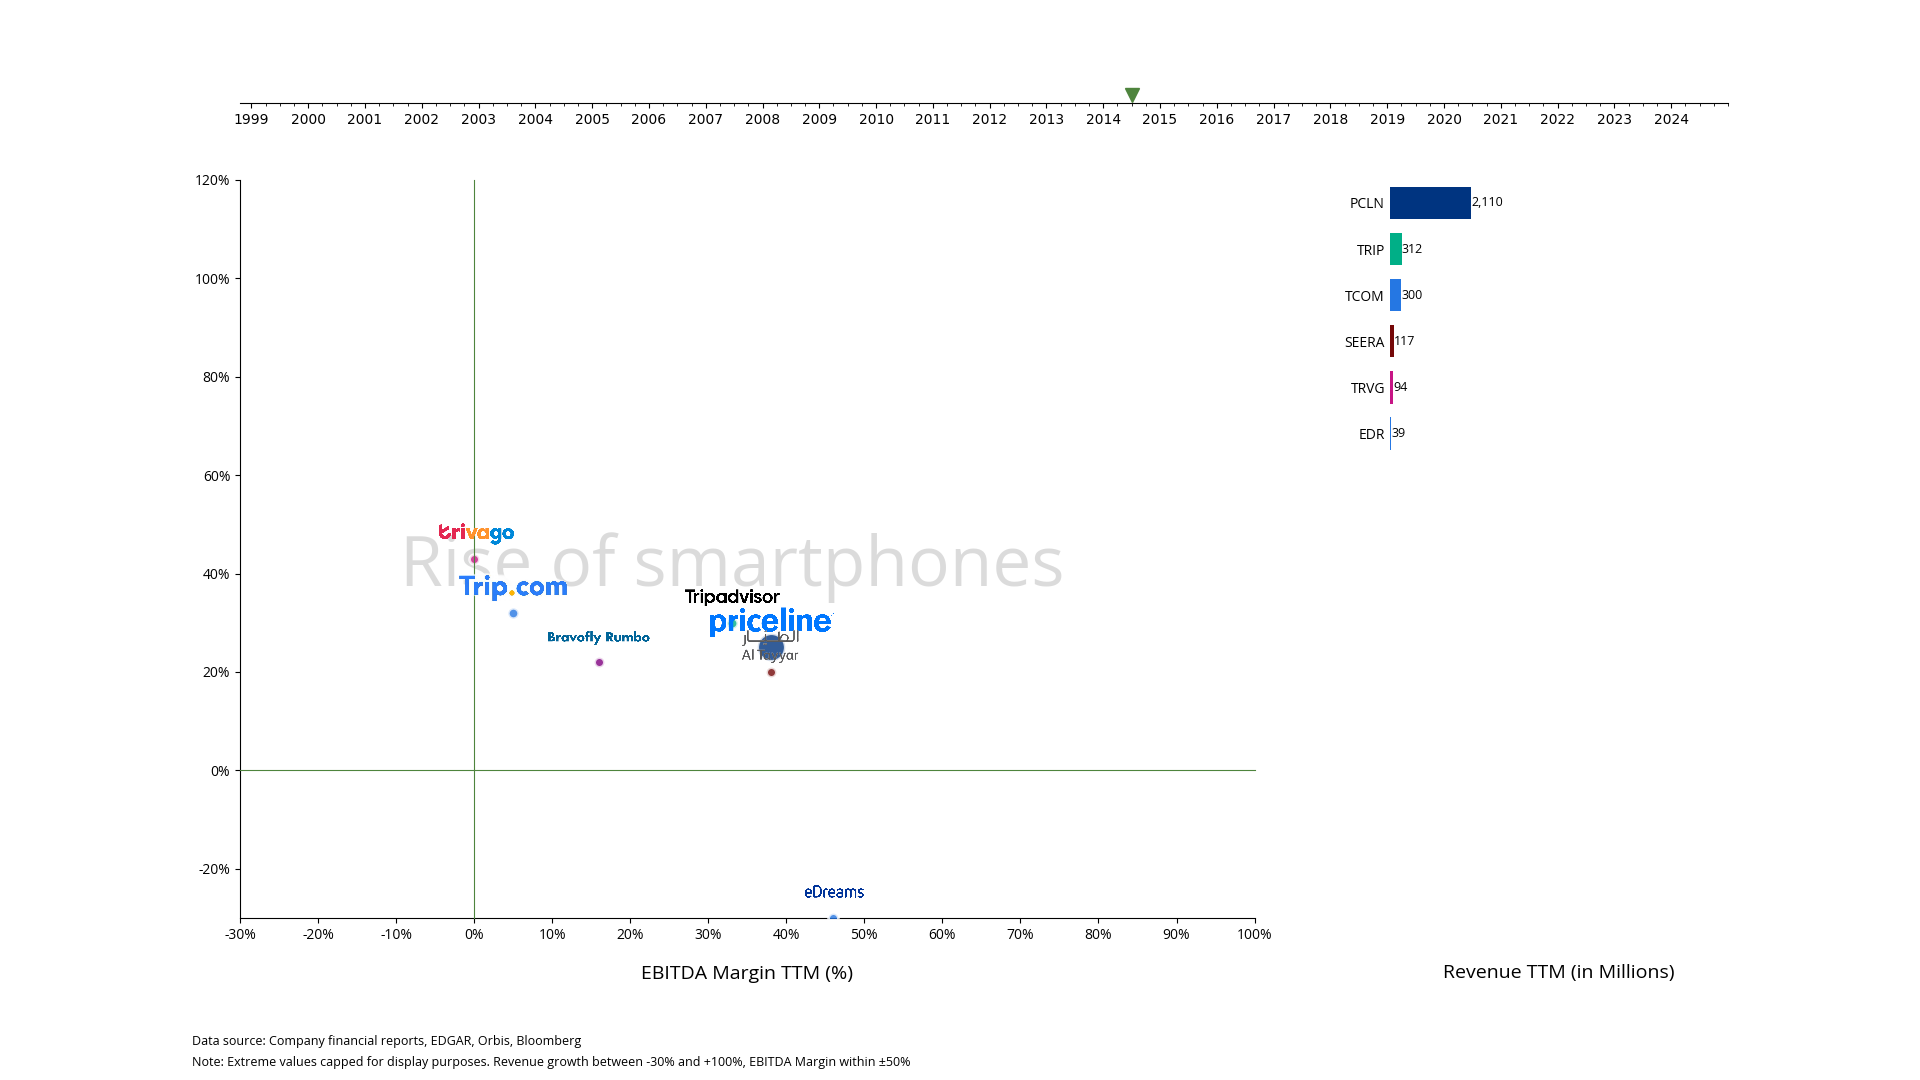 1999 2000 2001 2002 2003 2004 2005 2006 2007 2008 2009 2010 2011 2012 2013 2014 2015 2016 2017 2018 2019 2020 2021 2022 2023 2024
120%
100%
80%
60%
40%
20%
0%
-20%
-30% -20% -10% 0% 10% 20% 30% 40% 50% 60% 70% 80% 90% 100%
EBITDA Margin TTM (%)
Rise of smartphones
trivago
Trip.com
Bravofly Rumbo
Tripadvisor
priceline
Al Tayyar
eDreams
PCLN 2,110
TRIP 312
TCOM 300
SEERA 117
TRVG 94
EDR 39
Revenue TTM (in Millions)
Data source: Company financial reports, EDGAR, Orbis, Bloomberg
Note: Extreme values capped for display purposes. Revenue growth between -30% and +100%, EBITDA Margin within ±50%